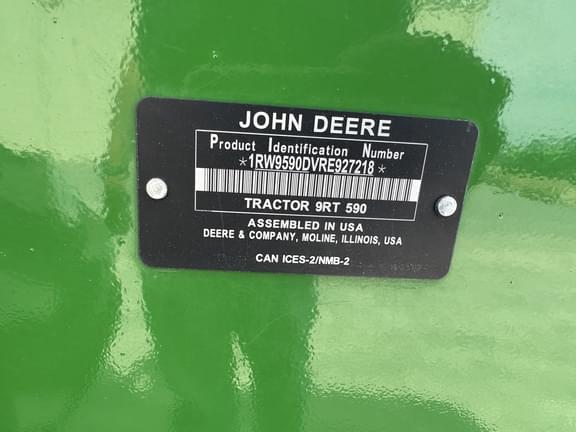 JOHN DEERE
Product Identification Number
*1RW9590DVRE927218*
TRACTOR 9RT 590
ASSEMBLED IN USA
DEERE & COMPANY, MOLINE, ILLINOIS, USA
CAN ICES-2/NMB-2